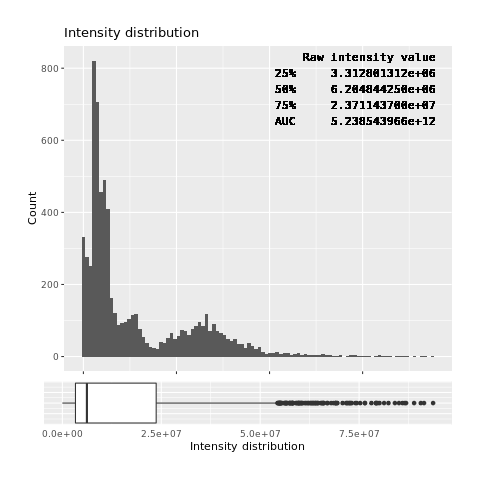 Intensity distribution
Raw intensity value
25% 3.312801312e+06
50% 6.204844250e+06
75% 2.371143700e+07
AUC 5.238543966e+12
800
600
400
200
0
Count
0.0e+00 2.5e+07 5.0e+07 7.5e+07
Intensity distribution